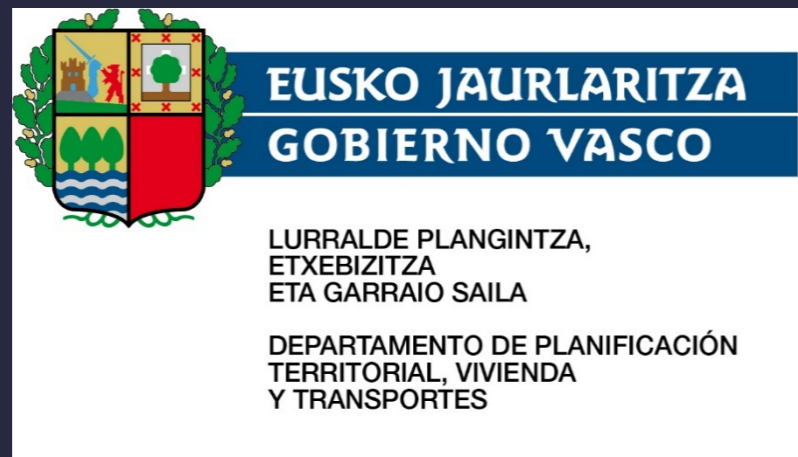 EUSKO JAURLARITZA
GOBIERNO VASCO
LURRALDE PLANGINTZA,
ETXEBIZITZA
ETA GARRAIO SAILA
DEPARTAMENTO DE PLANIFICACIÓN
TERRITORIAL, VIVIENDA
Y TRANSPORTES